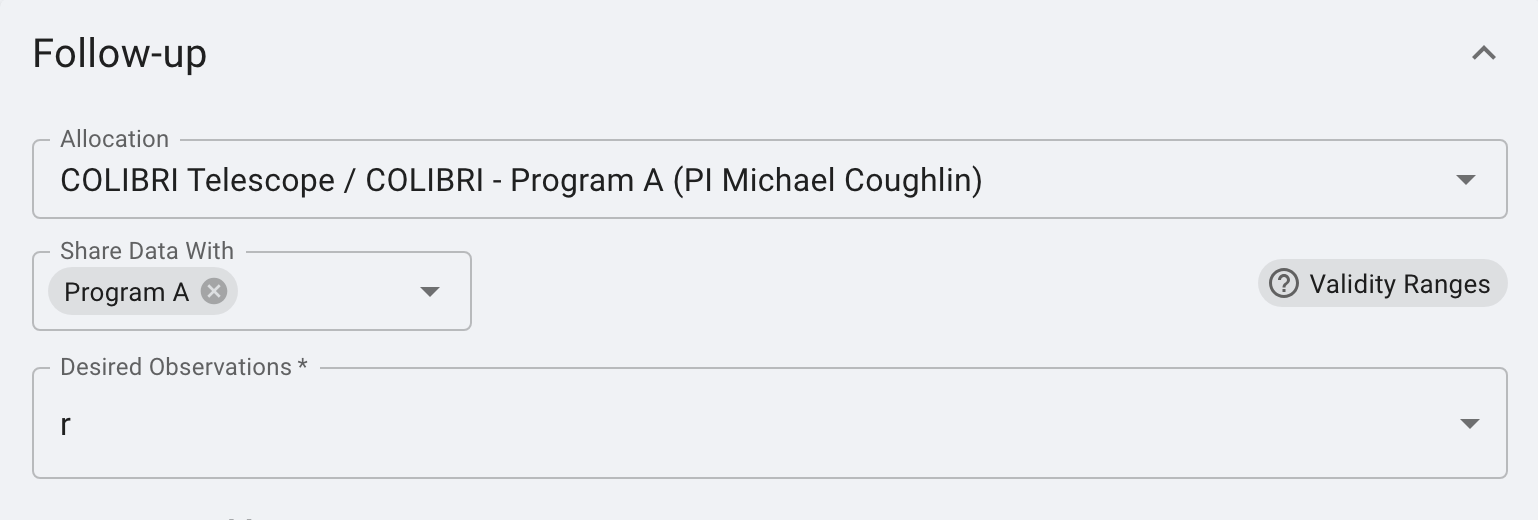 Follow-up
Allocation
COLIBRI Telescope / COLIBRI - Program A (PI Michael Coughlin)
Share Data With
Program A
Validity Ranges
Desired Observations *
r